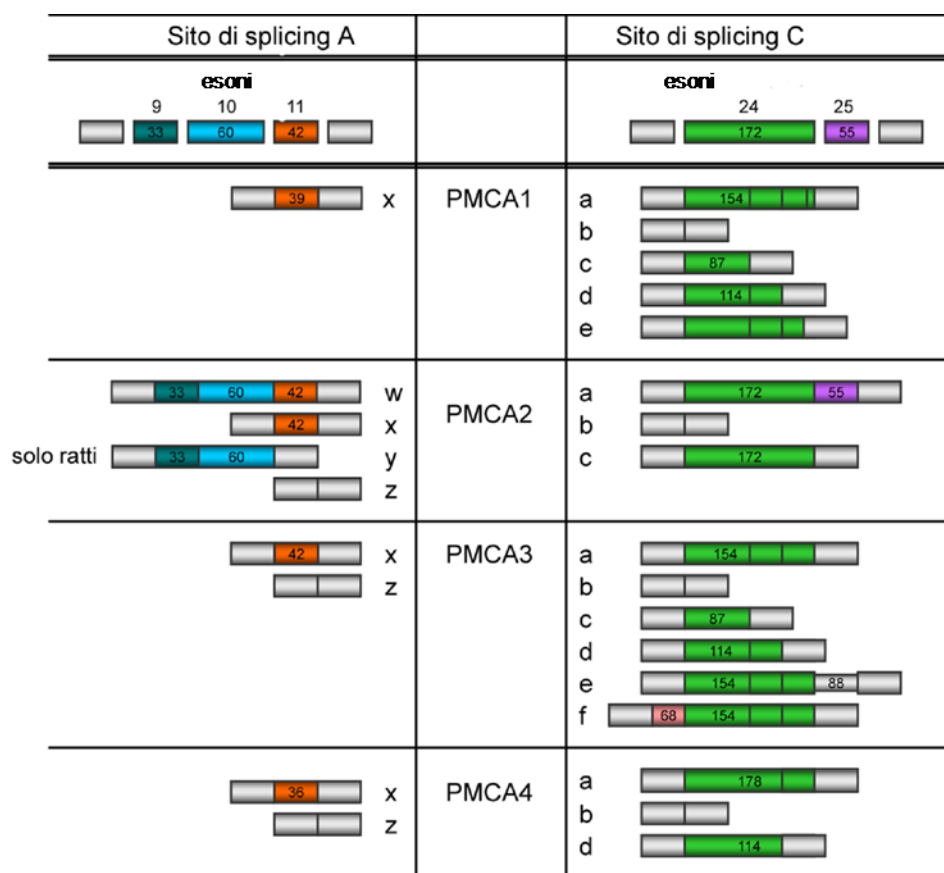 Sito di splicing A Sito di splicing C
esoni esoni
9 10 11 24 25
33 60 42 172 55
39 x PMCA1 a 154
b
c 87
d 114
e
33 60 42 w PMCA2 a 172 55
42 x b
solo ratti 33 60 y c 172
z
42 x PMCA3 a 154
z b
c 87
d 114
e 154 88
f 68 154
36 x PMCA4 a 178
z b
d 114